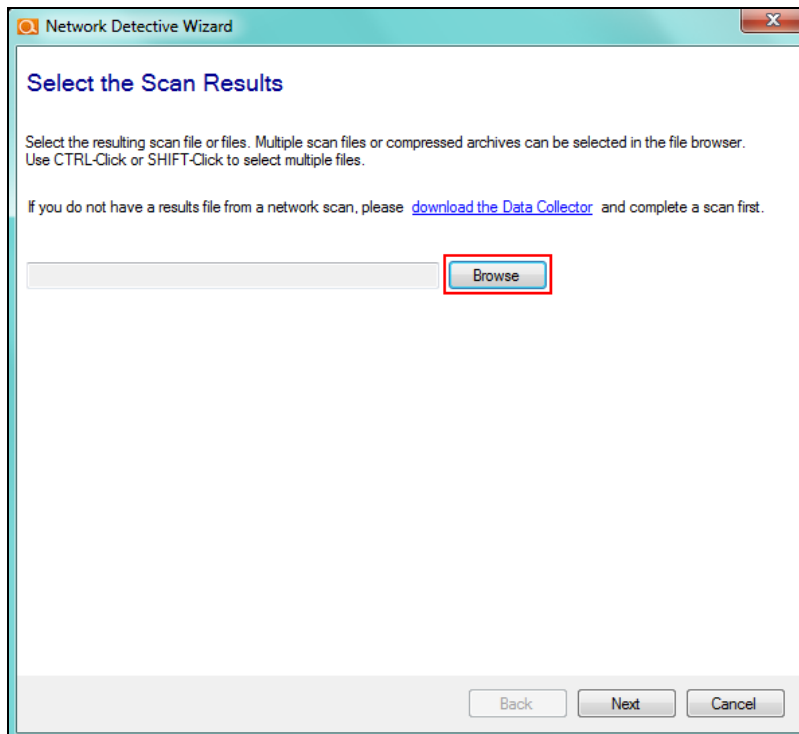 Network Detective Wizard
Select the Scan Results
Select the resulting scan file or files. Multiple scan files or compressed archives can be selected in the file browser.
Use CTRL-Click or SHIFT-Click to select multiple files.
If you do not have a results file from a network scan, please download the Data Collector and complete a scan first.
Browse
Back Next Cancel